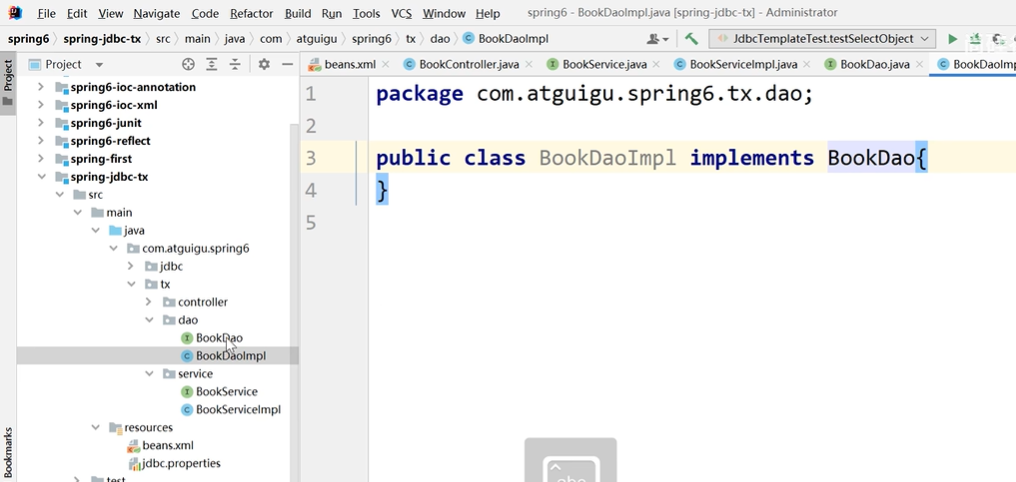 File Edit View Navigate Code Refactor Build Run Tools VCS Window Help spring6 - BookDaoImpl.java [spring-jdbc-tx] - Administrator
spring6 spring-jdbc-tx src main java com atguigu spring6 tx dao BookDaoImpl JdbcTemplateTest.testSelectObject
Project beans.xml BookController.java BookService.java BookServiceImpl.java BookDao.java BookDaoImp
Project
Bookmarks
spring6-ioc-annotation
spring6-ioc-xml
spring6-junit
spring6-reflect
spring-first
spring-jdbc-tx
src
main
java
com.atguigu.spring6
jdbc
tx
controller
dao
BookDao
BookDaoImpl
service
BookService
BookServiceImpl
resources
beans.xml
jdbc.properties
test
1 package com.atguigu.spring6.tx.dao;
2
3 public class BookDaoImpl implements BookDao{
4 }
5